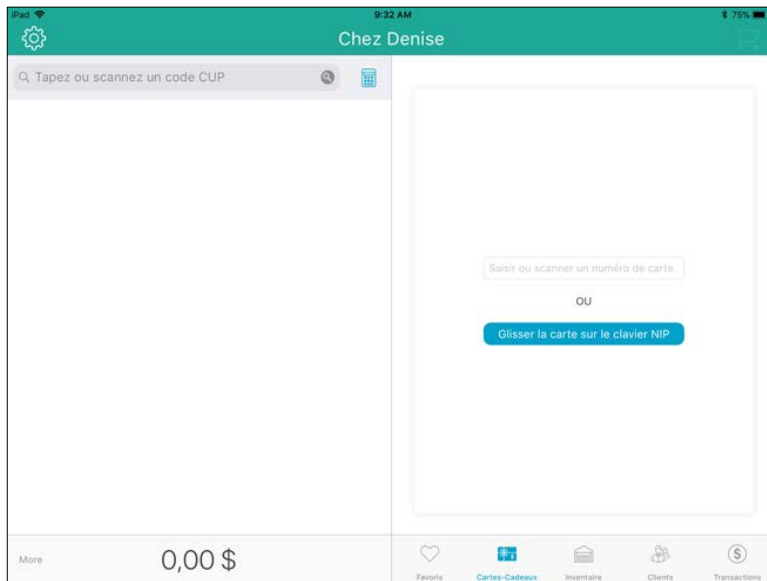 iPad 9:32 AM 75%
Chez Denise
Tapez ou scannez un code CUP
Saisir ou scanner un numéro de carte
OU
Glisser la carte sur le clavier NIP
More 0,00 $
Favoris Cartes-Cadeaux Inventaire Clients Transactions